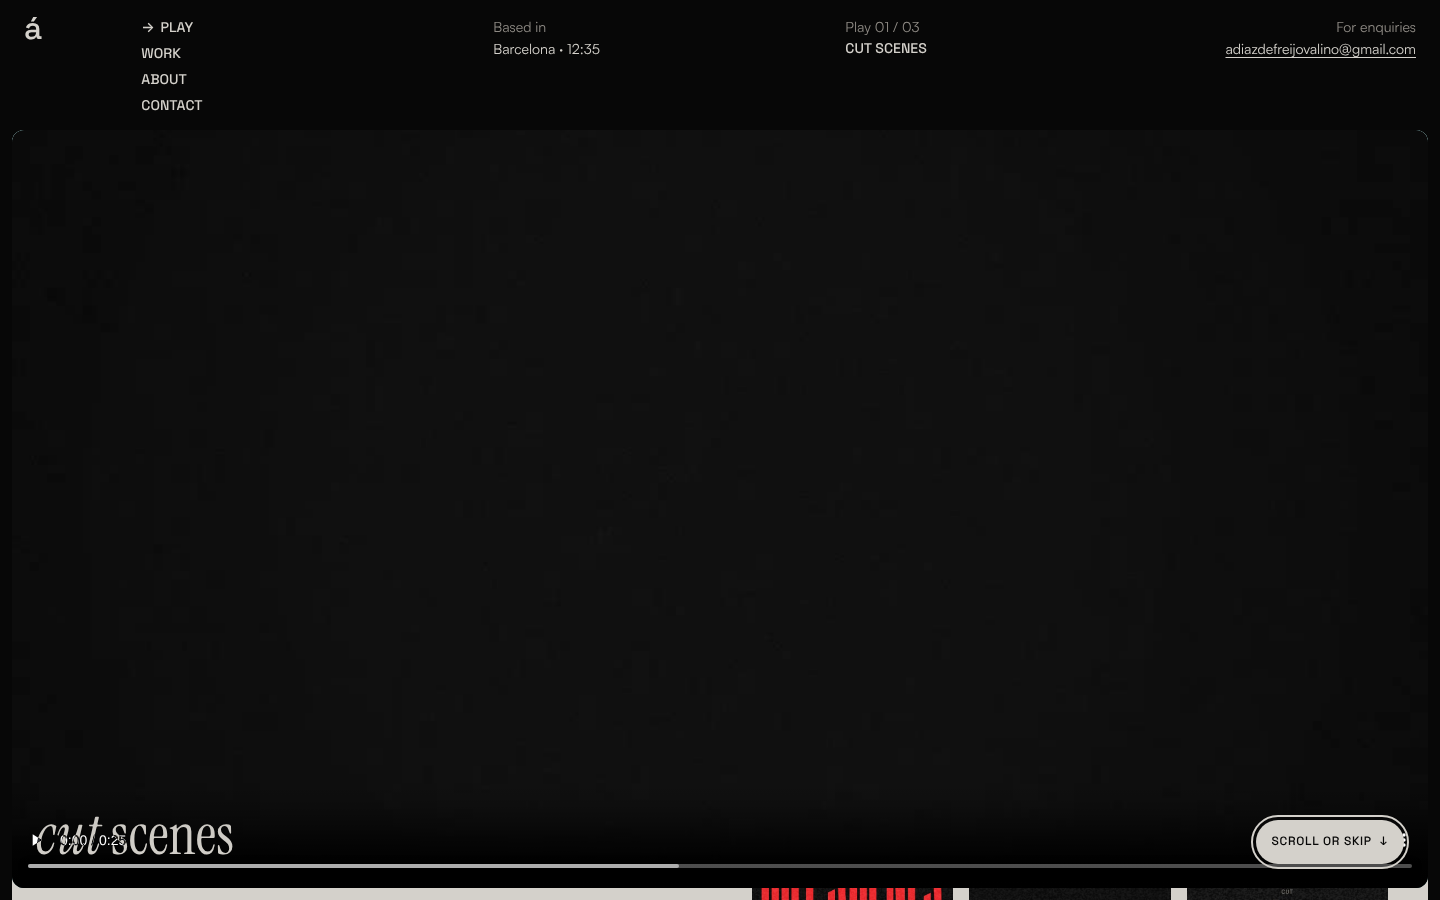 á
→ PLAY
WORK
ABOUT
CONTACT
Based in
Barcelona • 12:35
Play 01 / 03
CUT SCENES
For enquiries
adiazdefreijovalino@gmail.com
cut scenes
0:00 / 0:25
SCROLL OR SKIP ↓
CUT